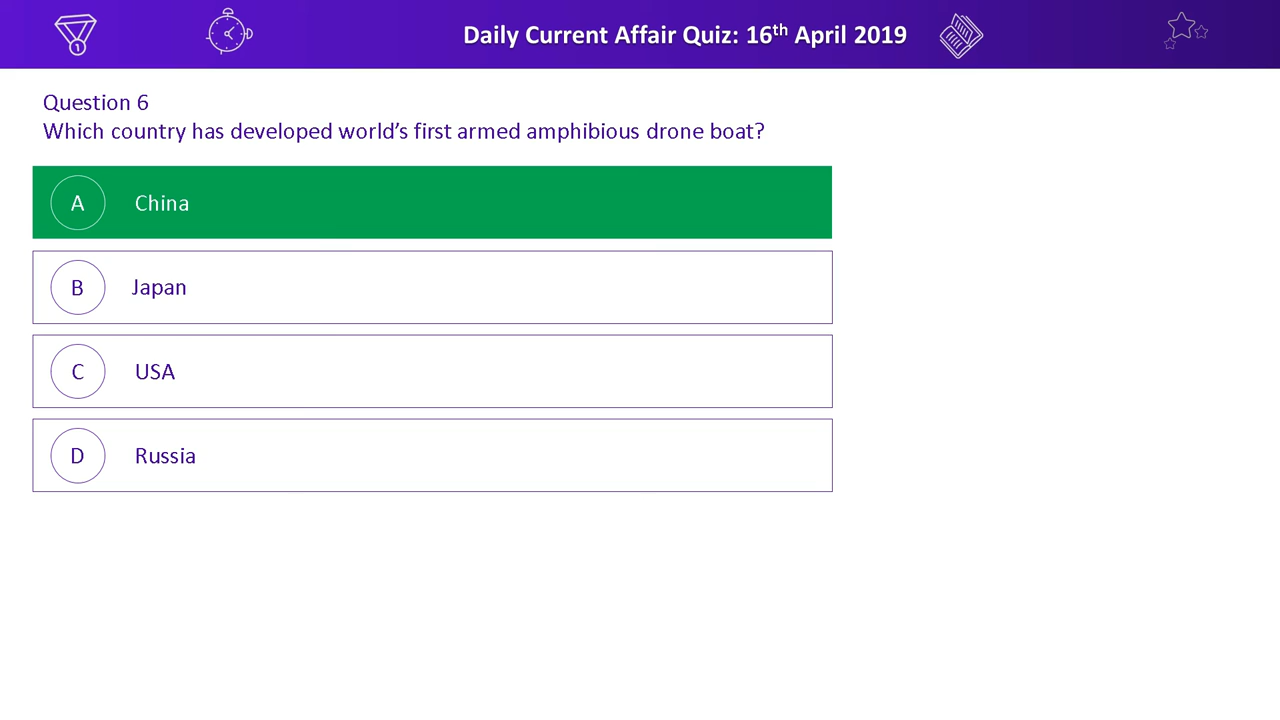 Daily Current Affair Quiz: 16th April 2019
1
Question 6
Which country has developed world’s first armed amphibious drone boat?
A China
B Japan
C USA
D Russia